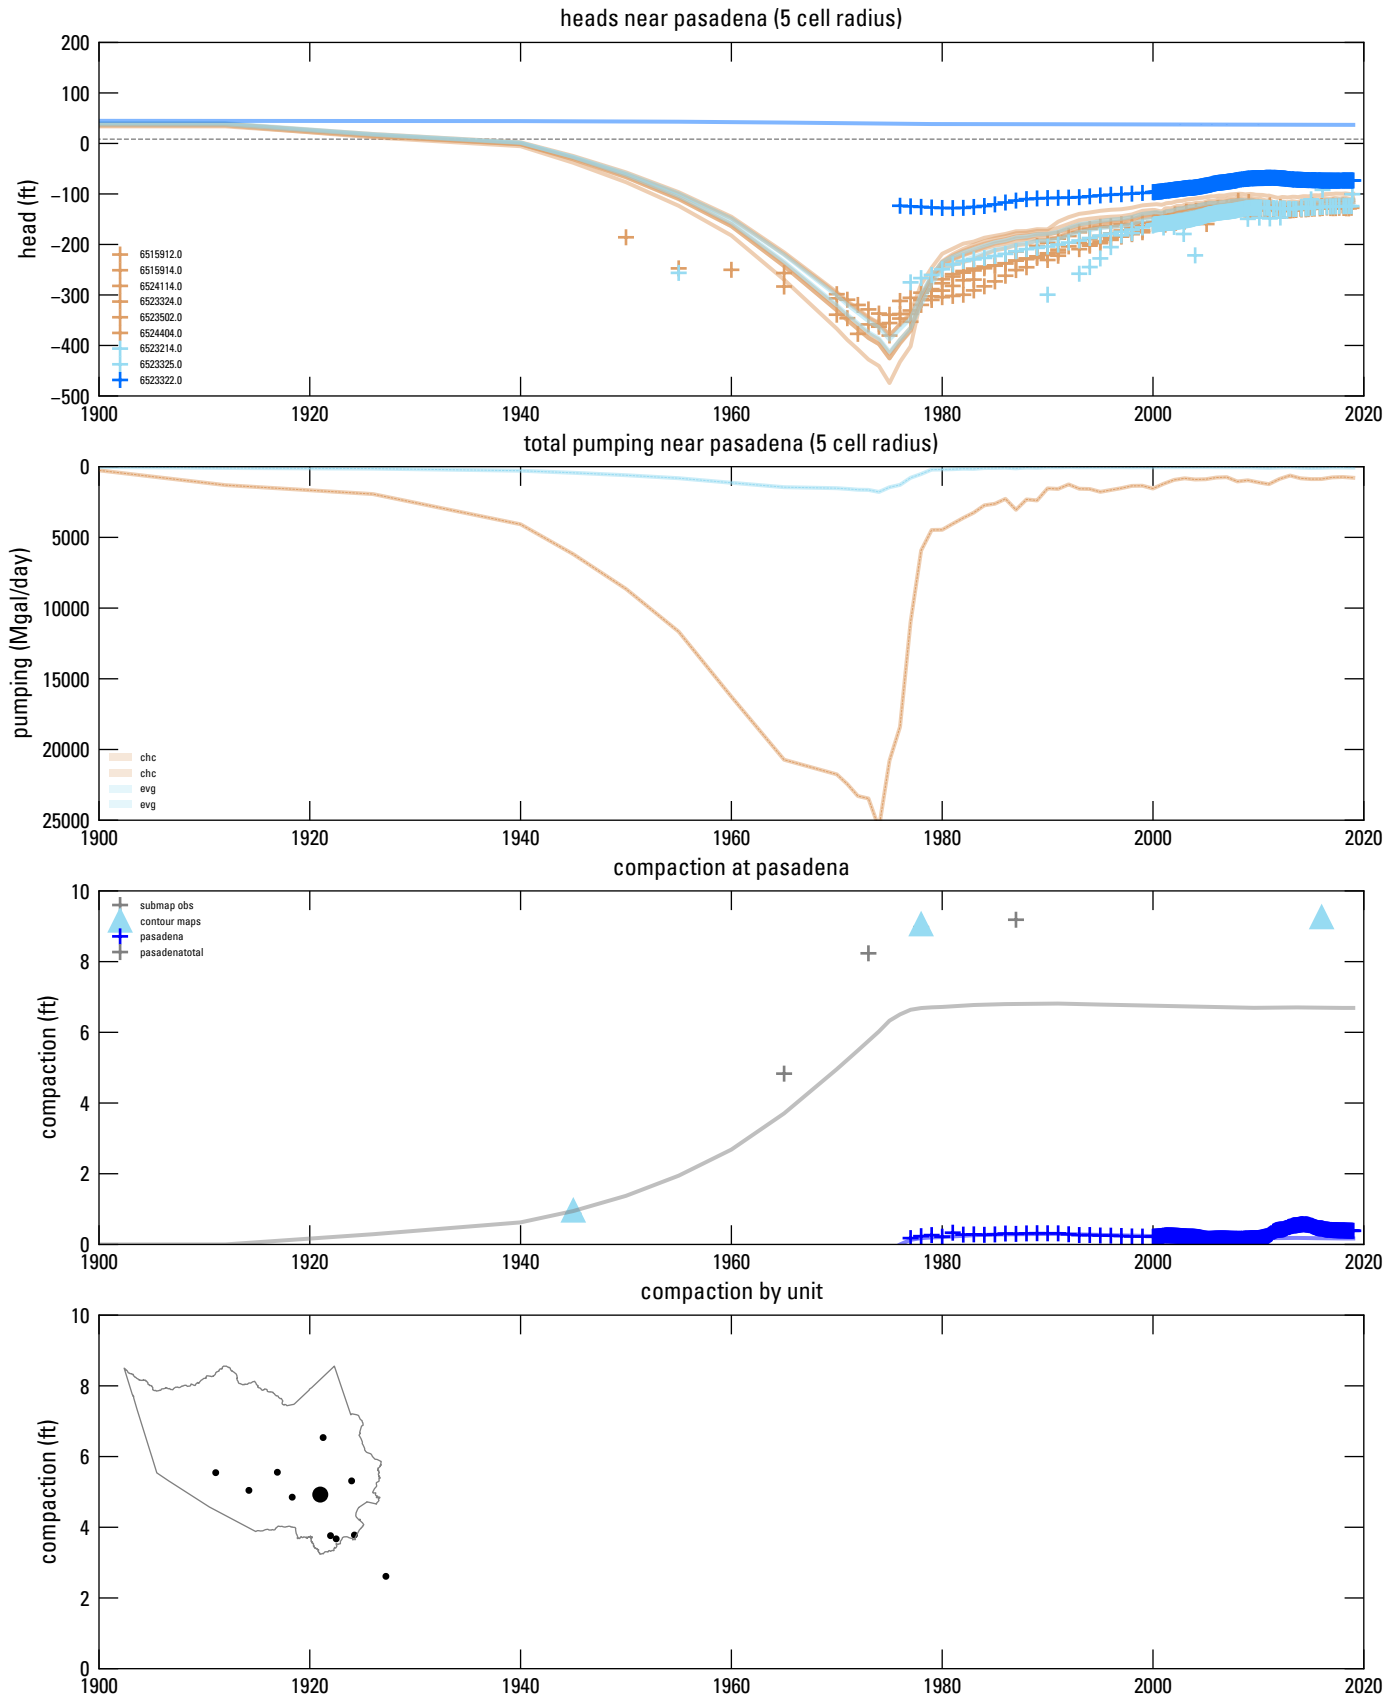 heads near pasadena (5 cell radius)
200
100
0
−100
−200
−300
−400
−500
head (ft)
6515912.0
6515914.0
6524114.0
6523324.0
6523502.0
6524404.0
6523214.0
6523325.0
6523322.0
1900 1920 1940 1960 1980 2000 2020
total pumping near pasadena (5 cell radius)
0
5000
10000
15000
20000
25000
pumping (Mgal/day)
chc
chc
evg
evg
1900 1920 1940 1960 1980 2000 2020
compaction at pasadena
10
8
6
4
2
0
compaction (ft)
submap obs
contour maps
pasadena
pasadenatotal
1900 1920 1940 1960 1980 2000 2020
compaction by unit
10
8
6
4
2
0
compaction (ft)
1900 1920 1940 1960 1980 2000 2020